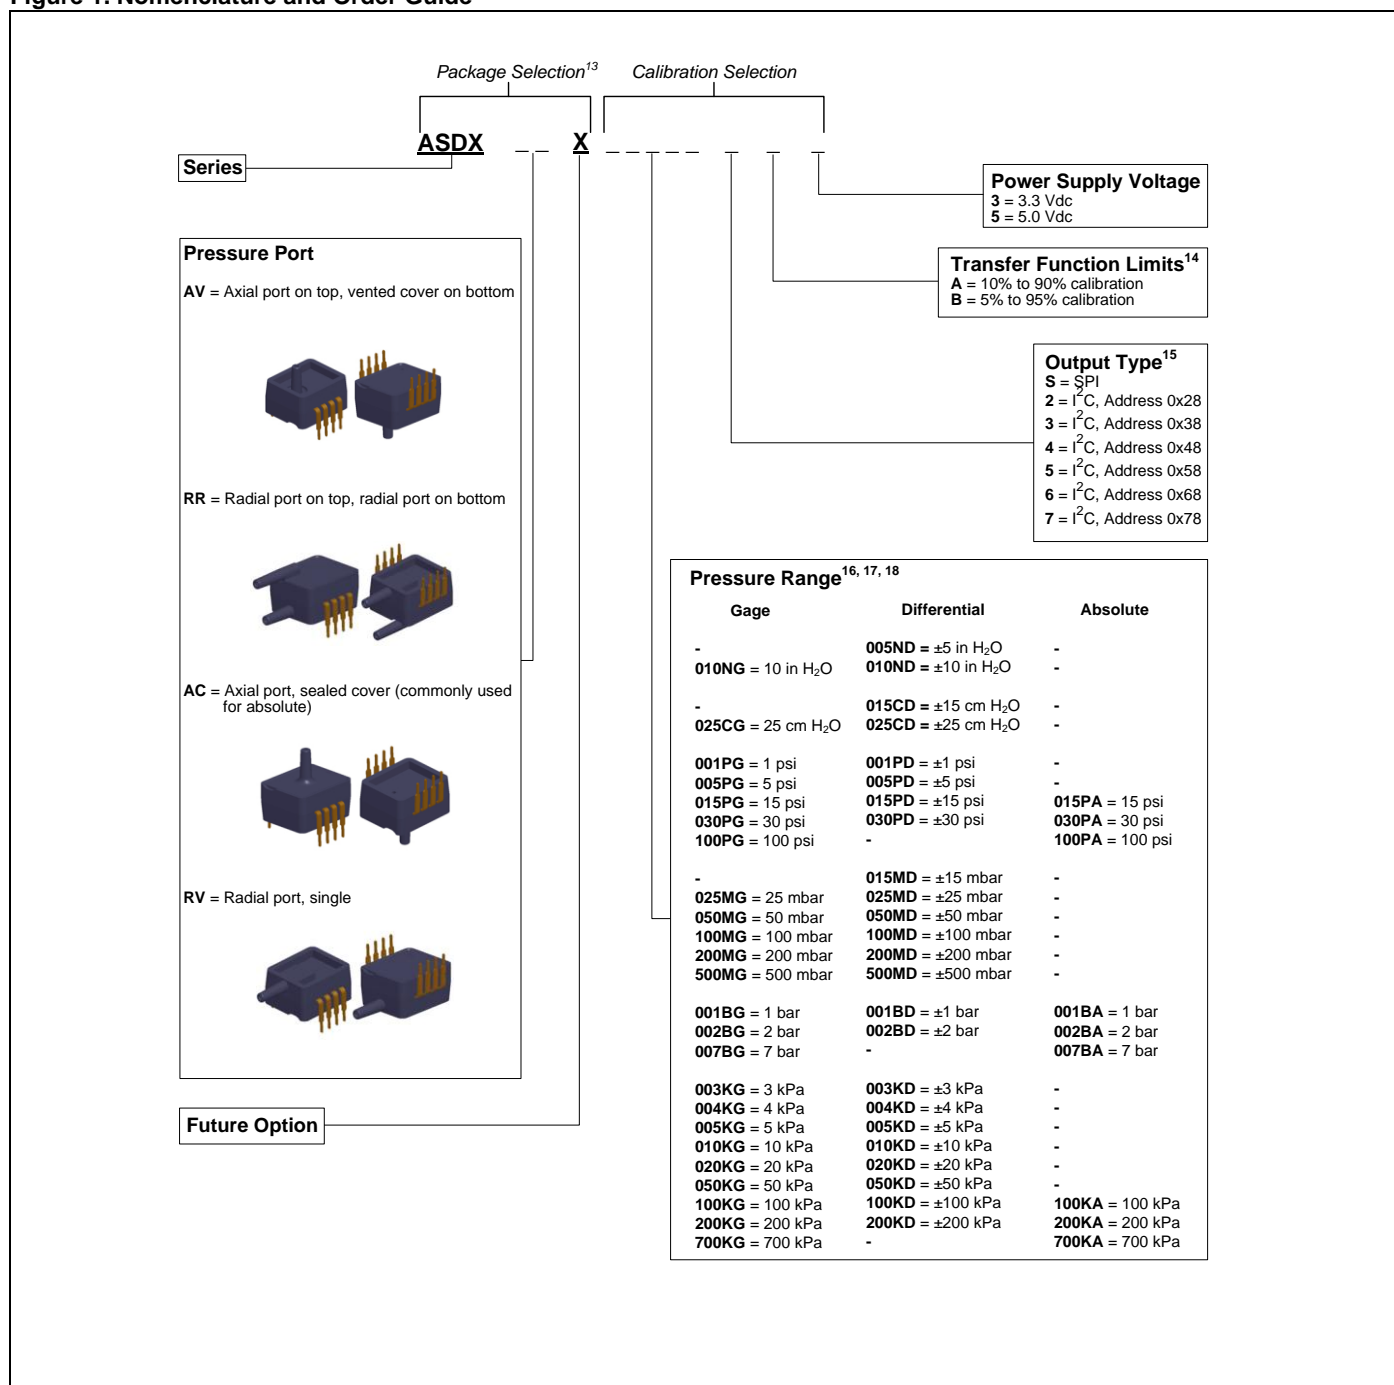 Figure 1. Nomenclature and Order Guide
Package Selection13 Calibration Selection
ASDX _ _ X _ _ _ _ _ _ _ _
Series
Power Supply Voltage
3 = 3.3 Vdc
5 = 5.0 Vdc
Transfer Function Limits14
A = 10% to 90% calibration
B = 5% to 95% calibration
Output Type15
S = SPI
2 = I2C, Address 0x28
3 = I2C, Address 0x38
4 = I2C, Address 0x48
5 = I2C, Address 0x58
6 = I2C, Address 0x68
7 = I2C, Address 0x78
Pressure Port
AV = Axial port on top, vented cover on bottom
RR = Radial port on top, radial port on bottom
AC = Axial port, sealed cover (commonly used
for absolute)
RV = Radial port, single
Future Option
Pressure Range16, 17, 18
Gage Differential Absolute
- 005ND = ±5 in H2O -
010NG = 10 in H2O 010ND = ±10 in H2O -
- 015CD = ±15 cm H2O -
025CG = 25 cm H2O 025CD = ±25 cm H2O -
001PG = 1 psi 001PD = ±1 psi -
005PG = 5 psi 005PD = ±5 psi -
015PG = 15 psi 015PD = ±15 psi 015PA = 15 psi
030PG = 30 psi 030PD = ±30 psi 030PA = 30 psi
100PG = 100 psi - 100PA = 100 psi
- 015MD = ±15 mbar -
025MG = 25 mbar 025MD = ±25 mbar -
050MG = 50 mbar 050MD = ±50 mbar -
100MG = 100 mbar 100MD = ±100 mbar -
200MG = 200 mbar 200MD = ±200 mbar -
500MG = 500 mbar 500MD = ±500 mbar -
001BG = 1 bar 001BD = ±1 bar 001BA = 1 bar
002BG = 2 bar 002BD = ±2 bar 002BA = 2 bar
007BG = 7 bar - 007BA = 7 bar
003KG = 3 kPa 003KD = ±3 kPa -
004KG = 4 kPa 004KD = ±4 kPa -
005KG = 5 kPa 005KD = ±5 kPa -
010KG = 10 kPa 010KD = ±10 kPa -
020KG = 20 kPa 020KD = ±20 kPa -
050KG = 50 kPa 050KD = ±50 kPa -
100KG = 100 kPa 100KD = ±100 kPa 100KA = 100 kPa
200KG = 200 kPa 200KD = ±200 kPa 200KA = 200 kPa
700KG = 700 kPa - 700KA = 700 kPa